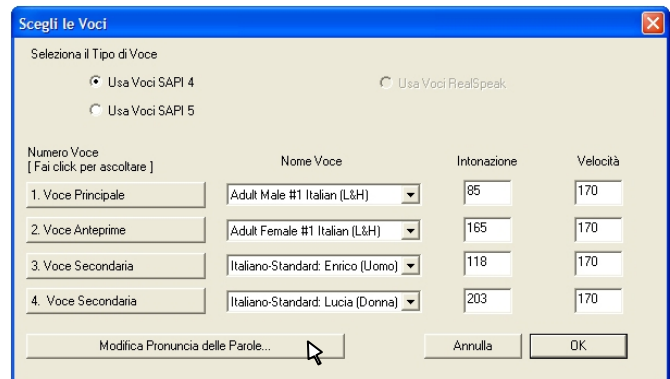 Scegli le Voci
Seleziona il Tipo di Voce
Usa Voci SAPI 4
Usa Voci RealSpeak
Usa Voci SAPI 5
Numero Voce
[ Fai click per ascoltare ]
Nome Voce
Intonazione
Velocità
1. Voce Principale
Adult Male #1 Italian (L&H)
85
170
2. Voce Anteprime
Adult Female #1 Italian (L&H)
165
170
3. Voce Secondaria
Italiano-Standard: Enrico (Uomo)
118
170
4. Voce Secondaria
Italiano-Standard: Lucia (Donna)
203
170
Modifica Pronuncia delle Parole...
Annulla
OK